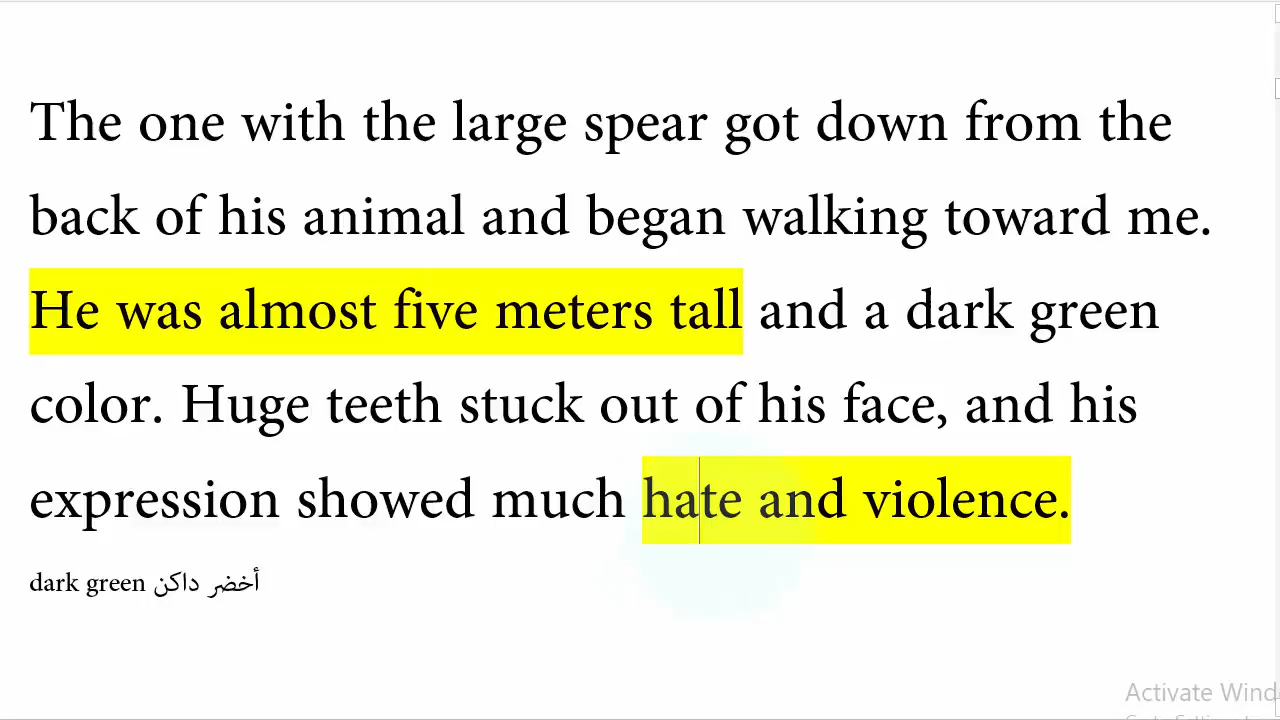 The one with the large spear got down from the
back of his animal and began walking toward me.
He was almost five meters tall and a dark green
color. Huge teeth stuck out of his face, and his
expression showed much hate and violence.
dark green أخضر داكن
Activate Wind